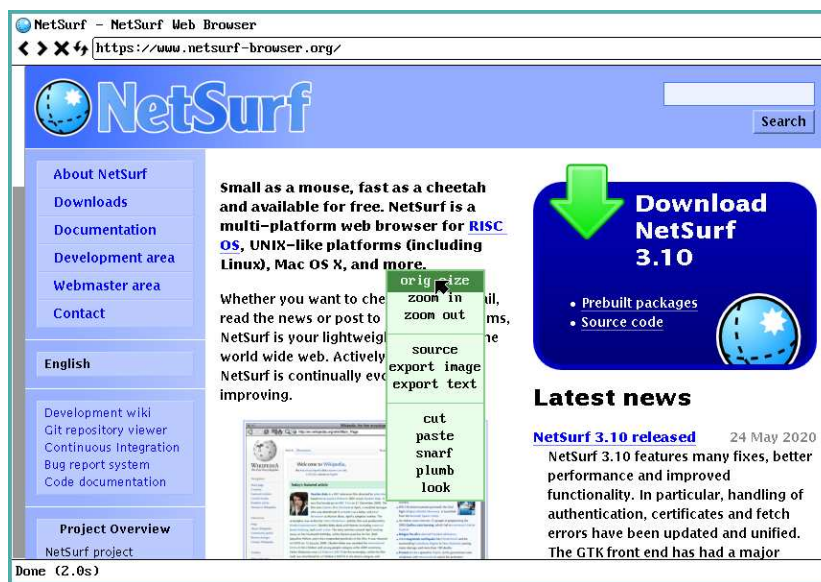 NetSurf - NetSurf Web Browser
https://www.netsurf-browser.org/
NetSurf
Search
About NetSurf
Downloads
Documentation
Development area
Webmaster area
Contact
English
Development wiki
Git repository viewer
Continuous Integration
Bug report system
Code documentation
Project Overview
NetSurf project
Small as a mouse, fast as a cheetah
and available for free. NetSurf is a
multi-platform web browser for RISC
OS, UNIX-like platforms (including
Linux), Mac OS X, and more.
Whether you want to
read the news or post to
NetSurf is your
world wide web. Actively
NetSurf is continually
improving.
orig size
zoom in
zoom out
source
export image
export text
cut
paste
snarf
plumb
look
Wikipedia
Welcome to Wikipedia,
Download
NetSurf
3.10
• Prebuilt packages
• Source code
Latest news
NetSurf 3.10 released 24 May 2020
NetSurf 3.10 features many fixes, better
performance and improved
functionality. In particular, handling of
authentication, certificates and fetch
errors have been updated and unified.
The GTK front end has had a major
Done (2.0s)